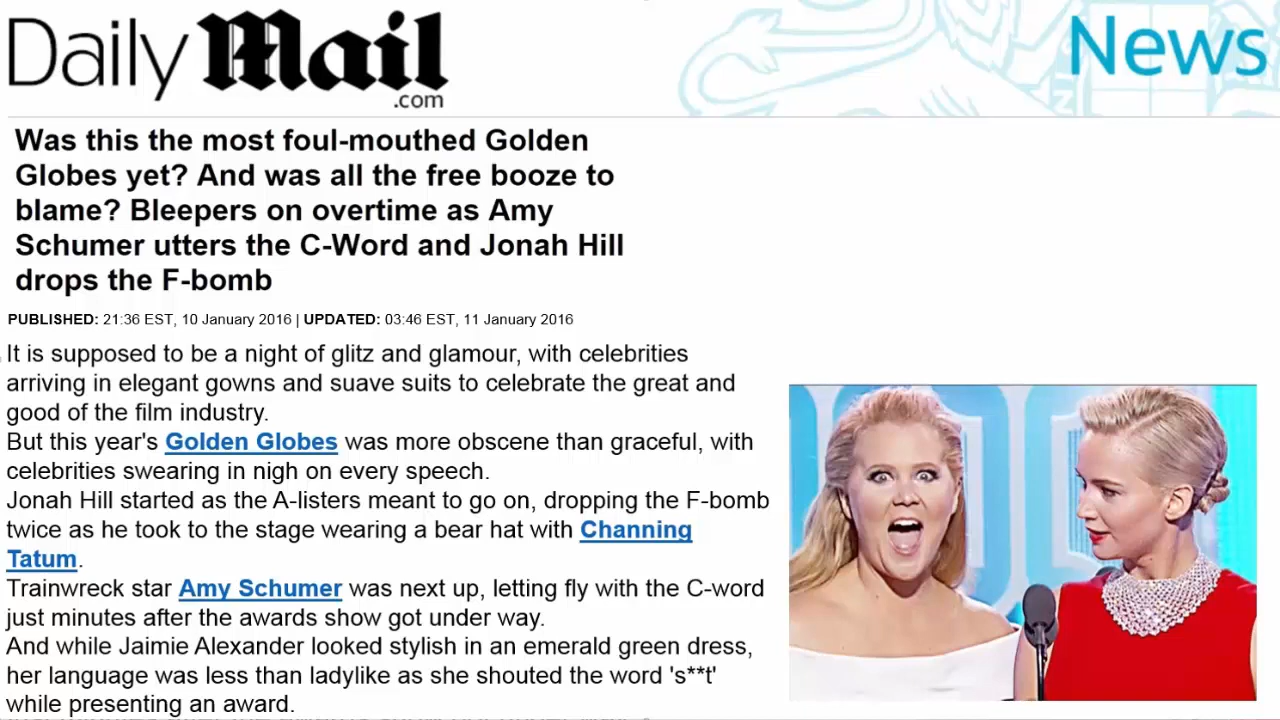 Daily Mail
.com
News
Was this the most foul-mouthed Golden
Globes yet? And was all the free booze to
blame? Bleepers on overtime as Amy
Schumer utters the C-Word and Jonah Hill
drops the F-bomb
PUBLISHED: 21:36 EST, 10 January 2016 | UPDATED: 03:46 EST, 11 January 2016
It is supposed to be a night of glitz and glamour, with celebrities
arriving in elegant gowns and suave suits to celebrate the great and
good of the film industry.
But this year's Golden Globes was more obscene than graceful, with
celebrities swearing in nigh on every speech.
Jonah Hill started as the A-listers meant to go on, dropping the F-bomb
twice as he took to the stage wearing a bear hat with Channing
Tatum.
Trainwreck star Amy Schumer was next up, letting fly with the C-word
just minutes after the awards show got under way.
And while Jaimie Alexander looked stylish in an emerald green dress,
her language was less than ladylike as she shouted the word 's**t'
while presenting an award.